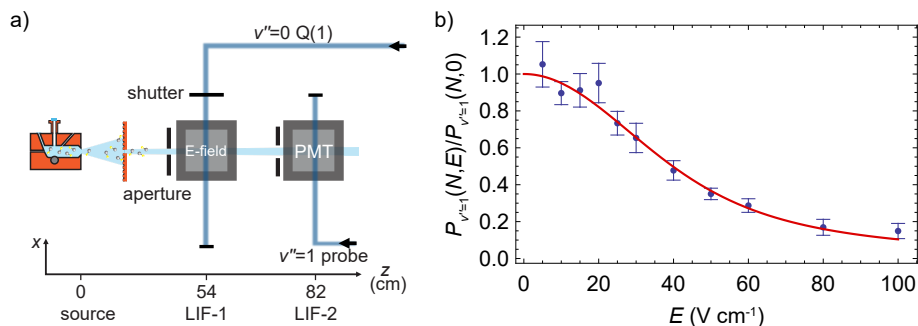 a)
v''=0 Q(1)
shutter
E-field
PMT
aperture
v''=1 probe
x
z
(cm)
0
54
82
source
LIF-1
LIF-2
b)
P_{v''=1}(N,E)/P_{v''=1}(N,0)
1.2
1.0
0.8
0.6
0.4
0.2
0.0
0
20
40
60
80
100
E (V cm⁻¹)